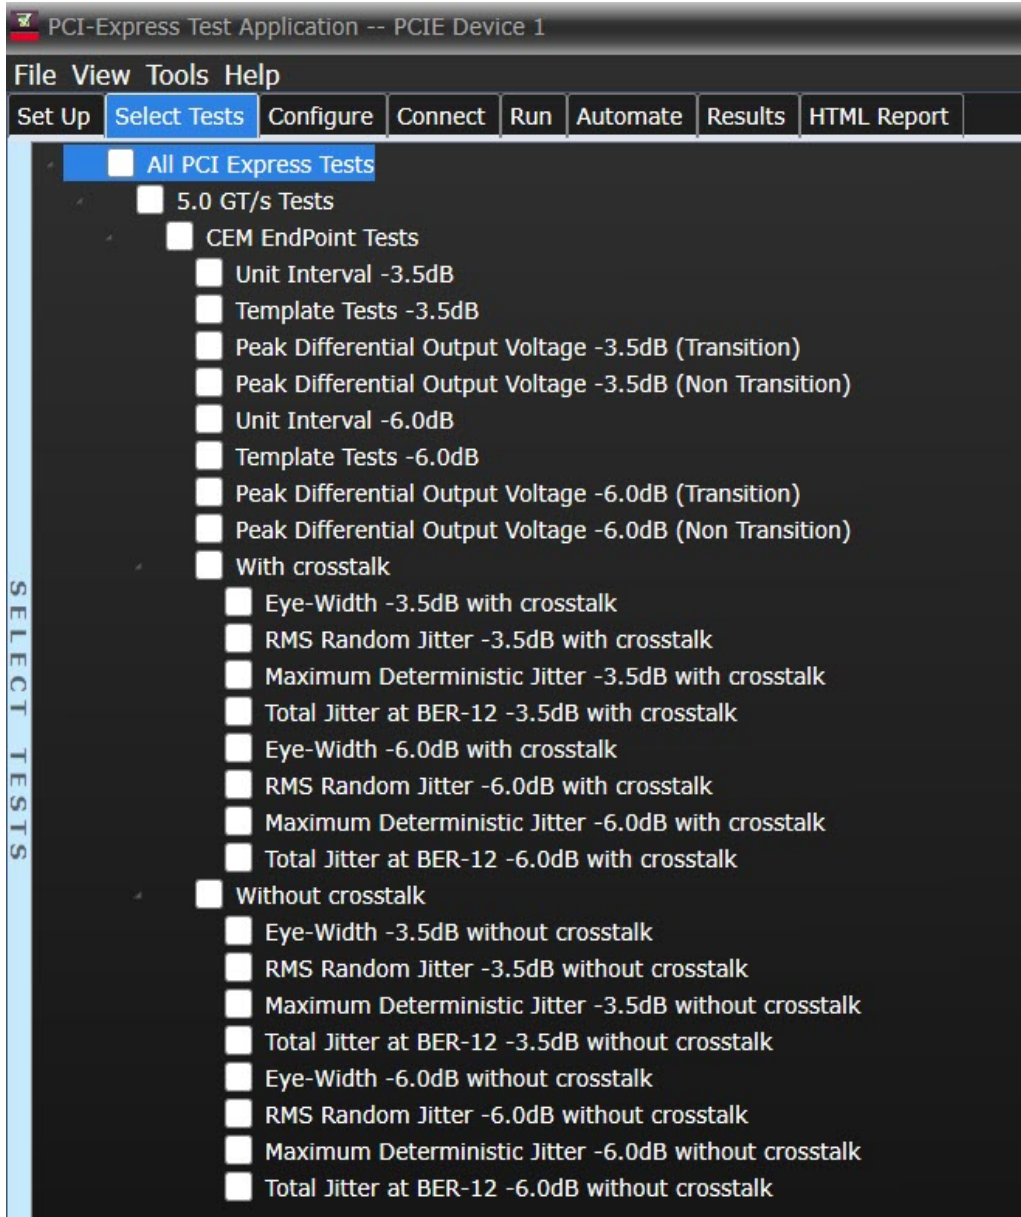 PCI-Express Test Application -- PCIE Device 1
File View Tools Help
Set Up Select Tests Configure Connect Run Automate Results HTML Report
All PCI Express Tests
5.0 GT/s Tests
CEM EndPoint Tests
Unit Interval -3.5dB
Template Tests -3.5dB
Peak Differential Output Voltage -3.5dB (Transition)
Peak Differential Output Voltage -3.5dB (Non Transition)
Unit Interval -6.0dB
Template Tests -6.0dB
Peak Differential Output Voltage -6.0dB (Transition)
Peak Differential Output Voltage -6.0dB (Non Transition)
With crosstalk
Eye-Width -3.5dB with crosstalk
RMS Random Jitter -3.5dB with crosstalk
Maximum Deterministic Jitter -3.5dB with crosstalk
Total Jitter at BER-12 -3.5dB with crosstalk
Eye-Width -6.0dB with crosstalk
RMS Random Jitter -6.0dB with crosstalk
Maximum Deterministic Jitter -6.0dB with crosstalk
Total Jitter at BER-12 -6.0dB with crosstalk
Without crosstalk
Eye-Width -3.5dB without crosstalk
RMS Random Jitter -3.5dB without crosstalk
Maximum Deterministic Jitter -3.5dB without crosstalk
Total Jitter at BER-12 -3.5dB without crosstalk
Eye-Width -6.0dB without crosstalk
RMS Random Jitter -6.0dB without crosstalk
Maximum Deterministic Jitter -6.0dB without crosstalk
Total Jitter at BER-12 -6.0dB without crosstalk
SELECT TESTS